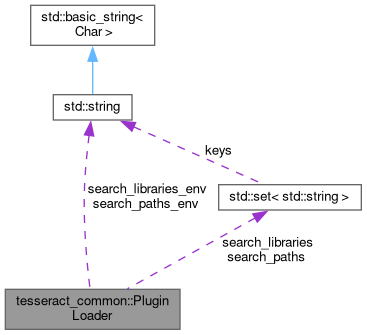 std::basic_string<
Char >
std::string
keys
search_libraries_env
search_paths_env
std::set< std::string >
search_libraries
search_paths
tesseract_common::Plugin
Loader